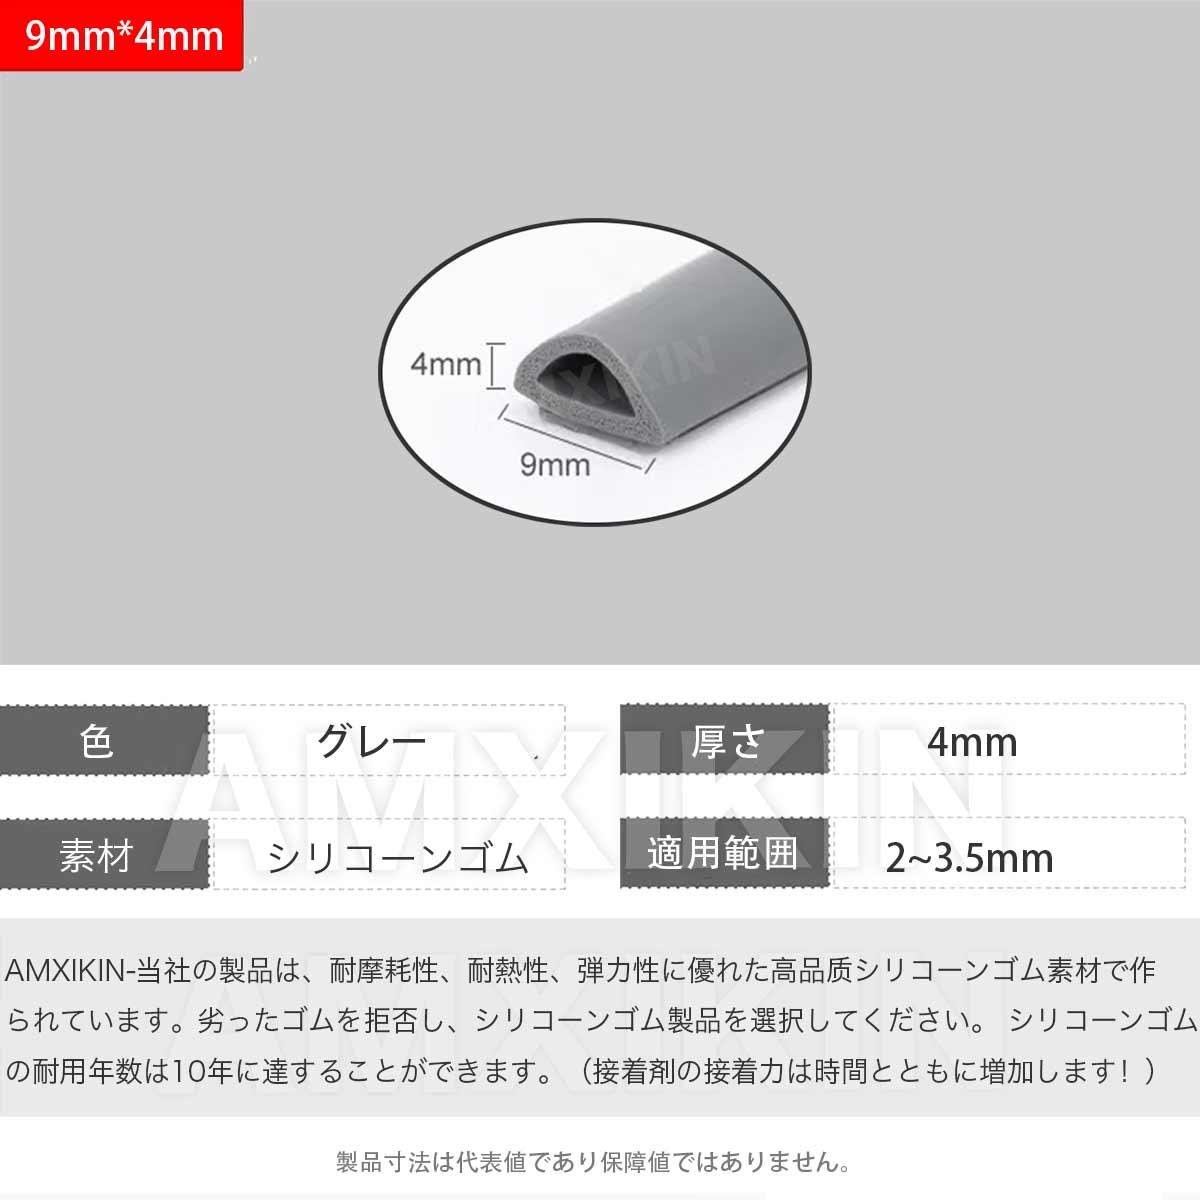 9mm*4mm
4mm
9mm
AMXIKIN
色 グレー
厚さ 4mm
素材 シリコーンゴム
適用範囲 2~3.5mm
AMXIKIN
AMXIKIN-当社の製品は、耐摩耗性、耐熱性、弾力性に優れた高品质シリコーンゴム素材で作
られています。劣ったゴムを拒否し、シリコーンゴム製品を選択してください。 シリコーンゴム
の耐用年数は10年に達することができます。（接着剤の接着力は時間とともに増加します！）
AMXIKIN
製品寸法は代表値であり保障値ではありません。